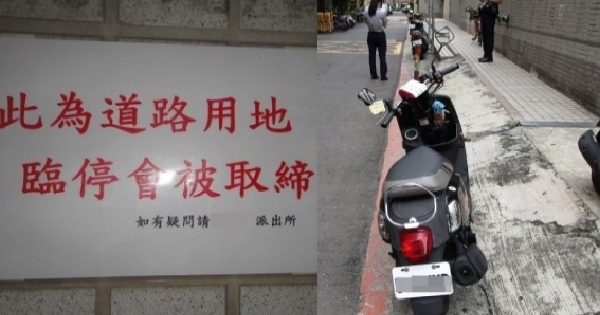 此為道路用地
臨停會被取締
如有疑問請 派出所